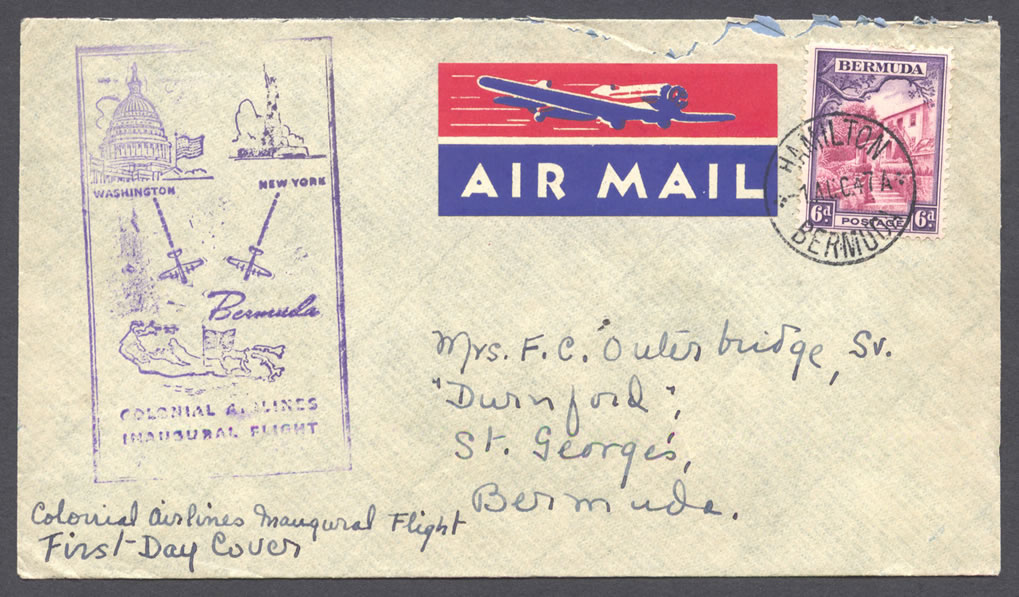 WASHINGTON
NEW YORK
Bermuda
COLONIAL AIRLINES
INAUGURAL FLIGHT
AIR MAIL
BERMUDA
6d.
POSTAGE
6d.
HAMILTON
BERMUDA
Mrs. F. C. Outerbridge, Sr.
"Durnford",
St. Georges,
Bermuda.
Colonial Airlines Inaugural Flight
First-Day Cover